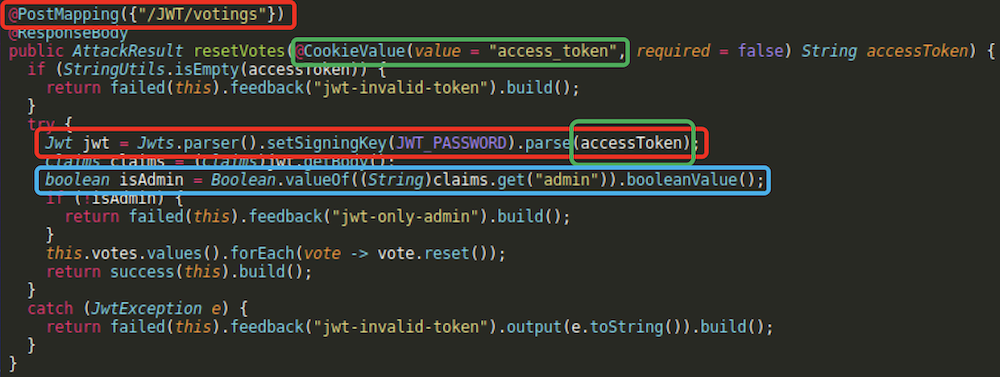 @PostMapping({"/JWT/votings"})
@ResponseBody
public AttackResult resetVotes(@CookieValue(value = "access_token", required = false) String accessToken) {
if (StringUtils.isEmpty(accessToken)) {
return failed(this).feedback("jwt-invalid-token").build();
}
try {
Jwt jwt = Jwts.parser().setSigningKey(JWT_PASSWORD).parse(accessToken);
Claims claims = (Claims)jwt.getBody();
boolean isAdmin = Boolean.valueOf((String)claims.get("admin")).booleanValue();
if (!isAdmin) {
return failed(this).feedback("jwt-only-admin").build();
}
this.votes.values().forEach(vote -> vote.reset());
return success(this).build();
}
catch (JwtException e) {
return failed(this).feedback("jwt-invalid-token").output(e.toString()).build();
}
}